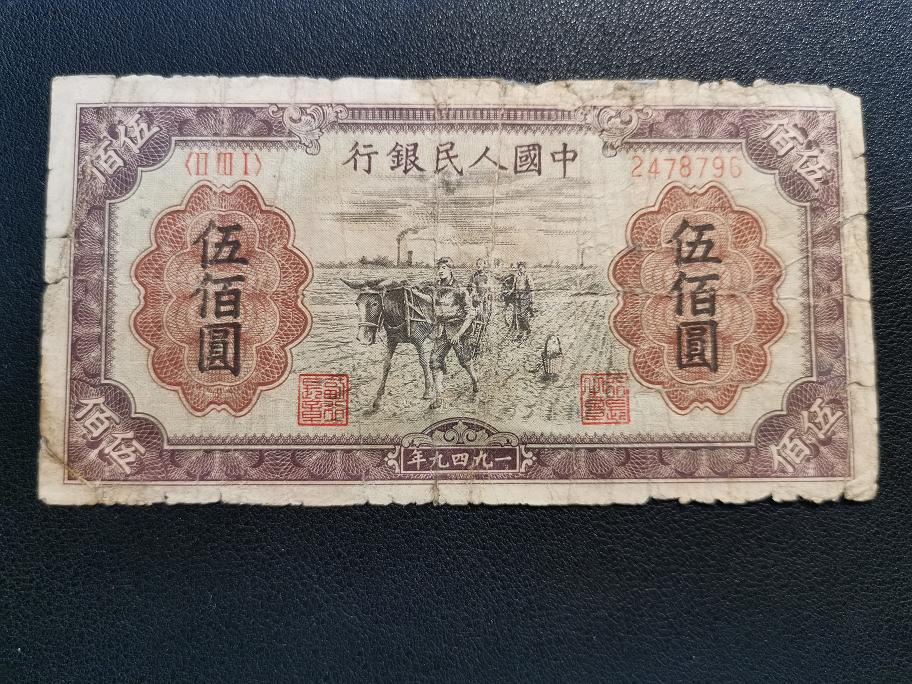 中國人民銀行
〈II III I〉
2478796
伍佰
伍佰
伍佰圓
伍佰圓
伍佰
伍佰
一九四九年